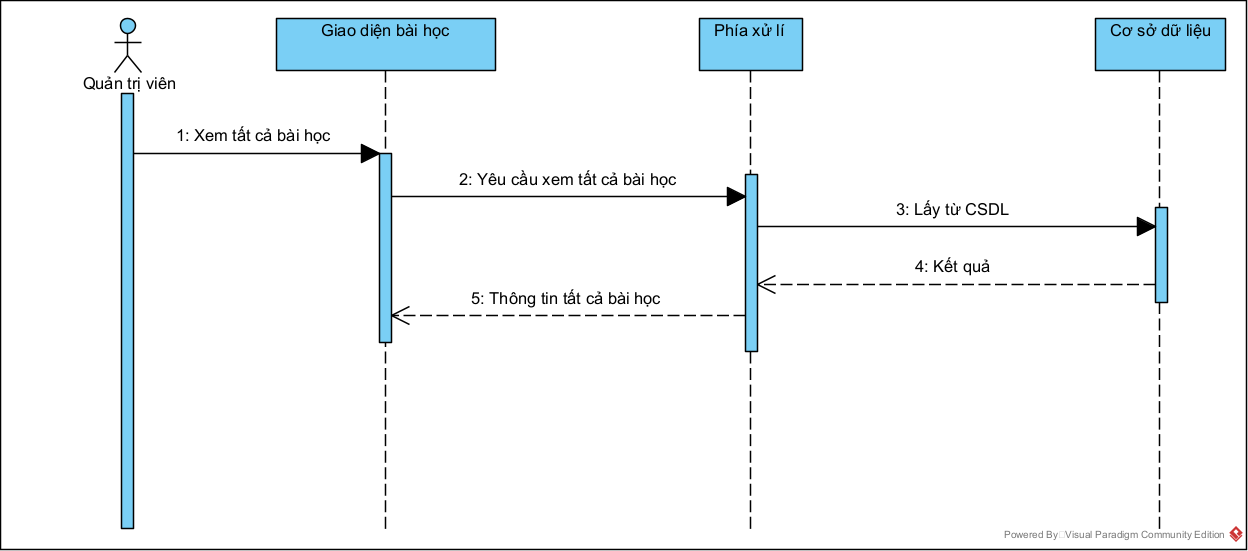 Giao diện bài học
Phía xử lí
Cơ sở dữ liệu
Quản trị viên
1: Xem tất cả bài học
2: Yêu cầu xem tất cả bài học
3: Lấy từ CSDL
4: Kết quả
5: Thông tin tất cả bài học
Powered By Visual Paradigm Community Edition